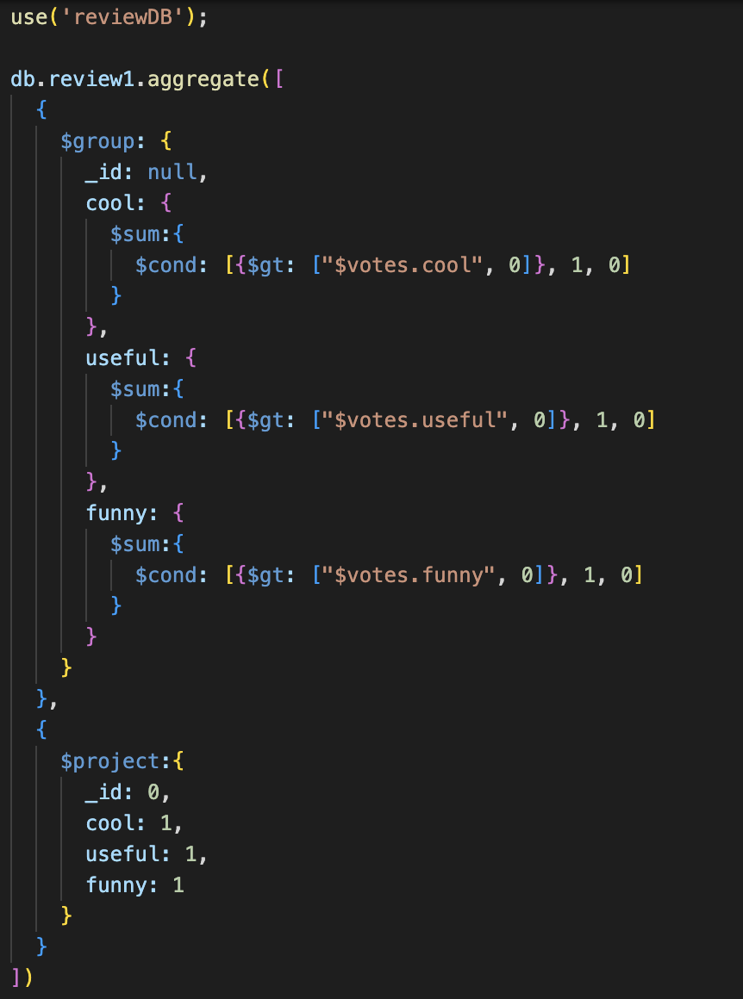 use('reviewDB');

db.review1.aggregate([
  {
    $group: {
      _id: null,
      cool: {
        $sum:{
          $cond: [{$gt: ["$votes.cool", 0]}, 1, 0]
        }
      },
      useful: {
        $sum:{
          $cond: [{$gt: ["$votes.useful", 0]}, 1, 0]
        }
      },
      funny: {
        $sum:{
          $cond: [{$gt: ["$votes.funny", 0]}, 1, 0]
        }
      }
    }
  },
  {
    $project:{
      _id: 0,
      cool: 1,
      useful: 1,
      funny: 1
    }
  }
])